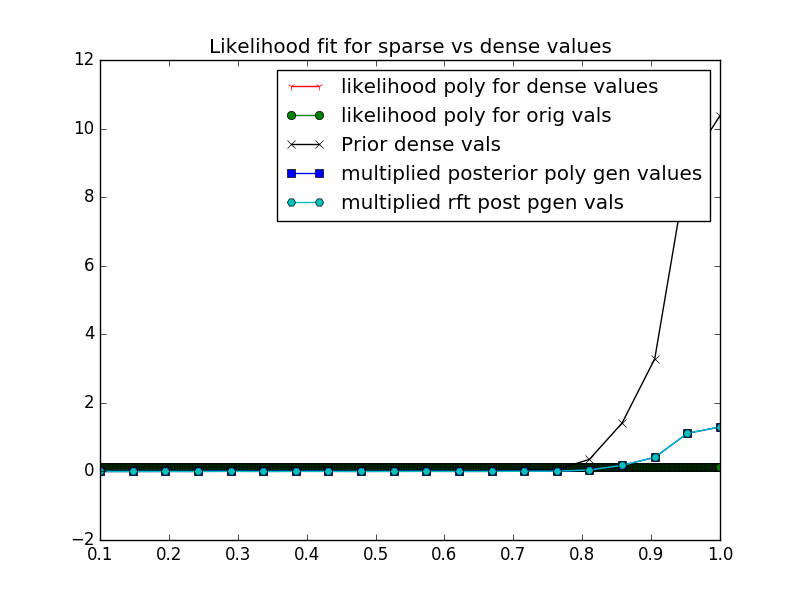 Likelihood fit for sparse vs dense values
12
10
8
6
4
2
0
−2
0.1 0.2 0.3 0.4 0.5 0.6 0.7 0.8 0.9 1.0
likelihood poly for dense values
likelihood poly for orig vals
Prior dense vals
multiplied posterior poly gen values
multiplied rft post pgen vals